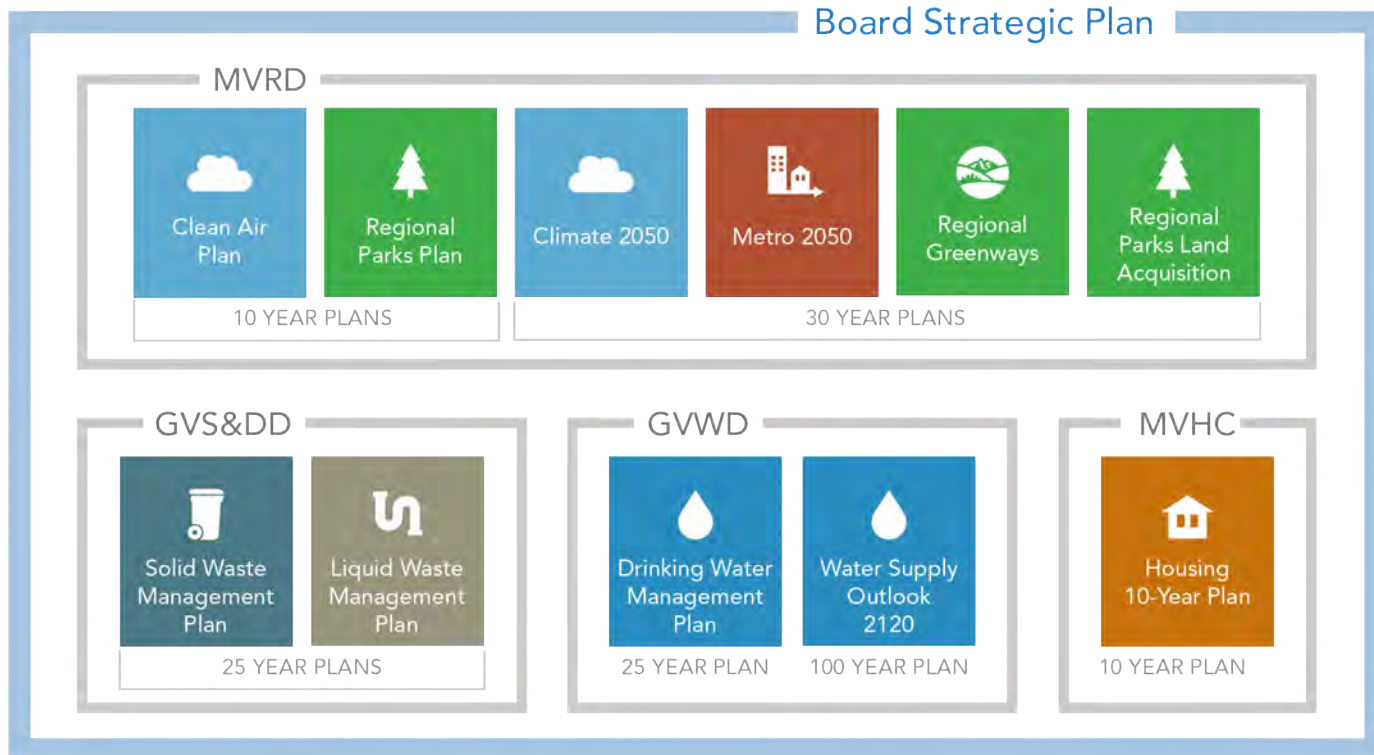 Board Strategic Plan
MVRD
Clean Air
Plan
Regional
Parks Plan
Climate 2050
Metro 2050
Regional
Greenways
Regional
Parks Land
Acquisition
10 YEAR PLANS
30 YEAR PLANS
GVS&DD
Solid Waste
Management
Plan
Liquid Waste
Management
Plan
25 YEAR PLANS
GVWD
Drinking Water
Management
Plan
Water Supply
Outlook
2120
25 YEAR PLAN
100 YEAR PLAN
MVHC
Housing
10-Year Plan
10 YEAR PLAN